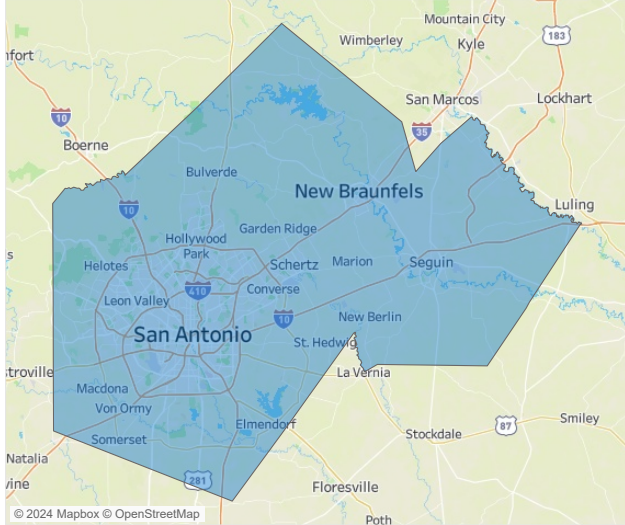 Mountain City
Wimberley
Kyle
183
nfort
San Marcos
Lockhart
10
35
Boerne
Bulverde
New Braunfels
Luling
10
Garden Ridge
Hollywood
Park
Helotes
Schertz
Marion
Seguin
Leon Valley
410
Converse
10
New Berlin
San Antonio
St. Hedwig
stroville
La Vernia
Macdona
Von Ormy
Elmendorf
Smiley
Somerset
87
Stockdale
Natalia
281
vine
Floresville
© 2024 Mapbox © OpenStreetMap
Poth